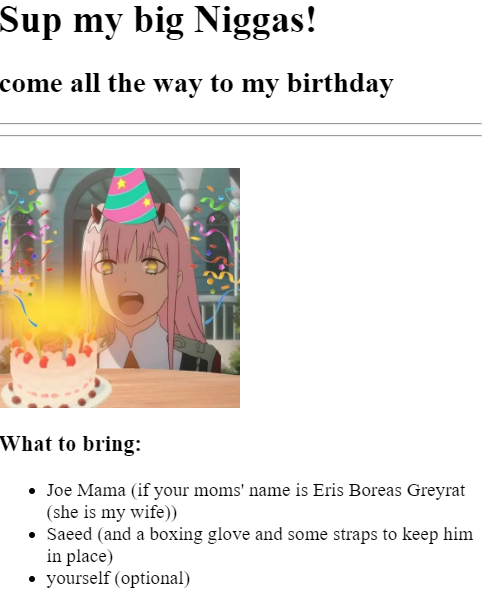 Sup my big Niggas!
come all the way to my birthday
What to bring:
Joe Mama (if your moms' name is Eris Boreas Greyrat
(she is my wife))
Saeed (and a boxing glove and some straps to keep him
in place)
yourself (optional)